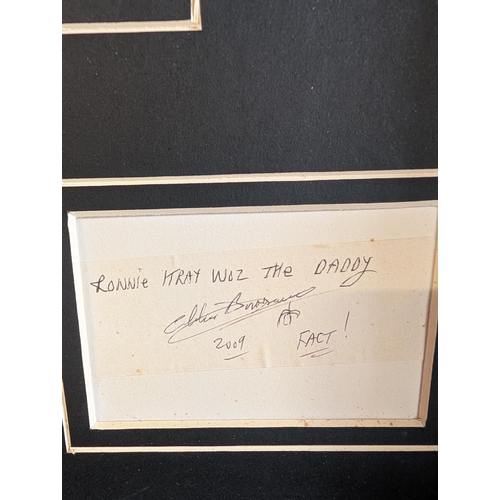 RONNIE KRAY WOZ THE DADDY
2009 FACT!